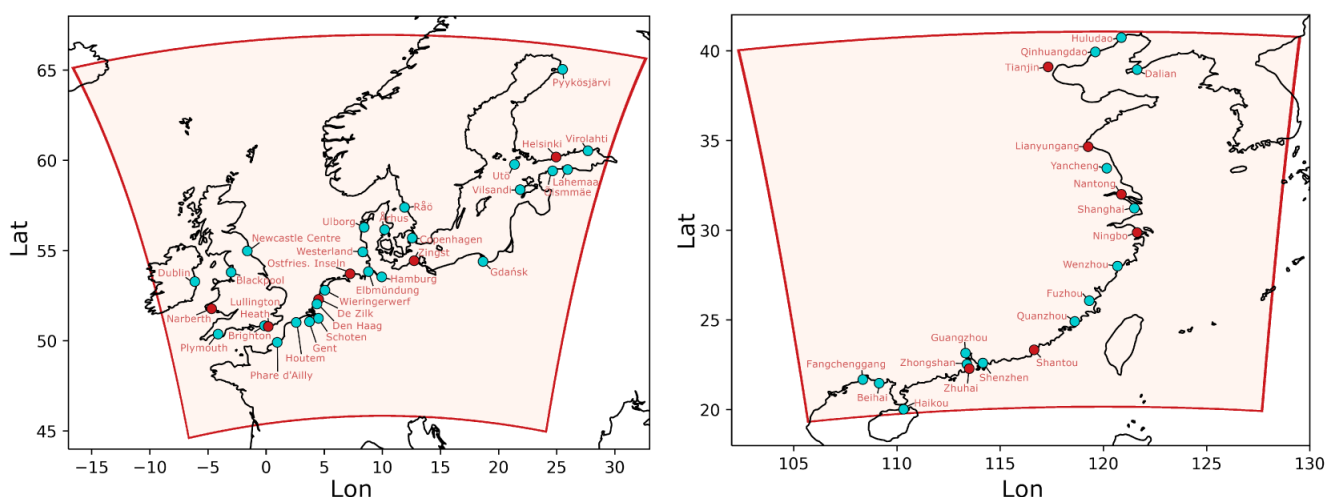 65
60
55
50
45
Lat
−15
−10
−5
0
5
10
15
20
25
30
Lon
Pyykösjärvi
Helsinki
Virolahti
Utö
Lahemaa
Vilsandi
Råö
Århus
Ulborg
Copenhagen
Zingst
Newcastle Centre
Westerland
Ostfries. Inseln
Gdańsk
Dublin
Blackpool
Hamburg
Elbmündung
Lullington
Heath
Wieringerwerf
Narberth
De Zilk
Brighton
Den Haag
Plymouth
Schoten
Gent
Houtem
Phare d'Ailly
40
35
30
25
20
Lat
105
110
115
120
125
130
Lon
Huludao
Qinhuangdao
Tianjin
Dalian
Lianyungang
Yancheng
Nantong
Shanghai
Ningbo
Wenzhou
Fuzhou
Quanzhou
Guangzhou
Shantou
Fangchenggang
Zhongshan
Shenzhen
Zhuhai
Beihai
Haikou